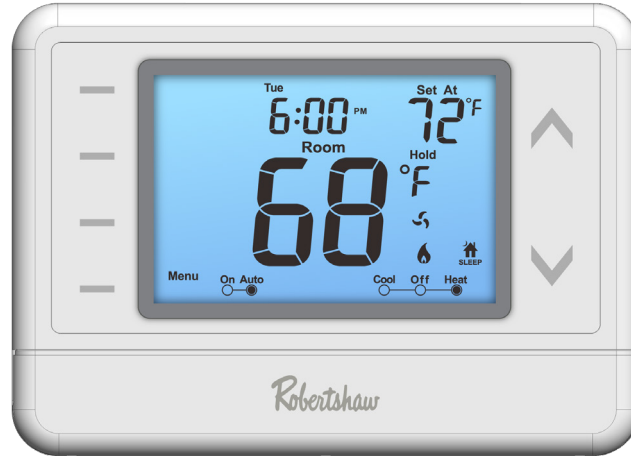 Tue
6:00 PM
Set At
72°F
Room
Hold
68 °F
SLEEP
Menu
On Auto
Cool Off Heat
Robertshaw